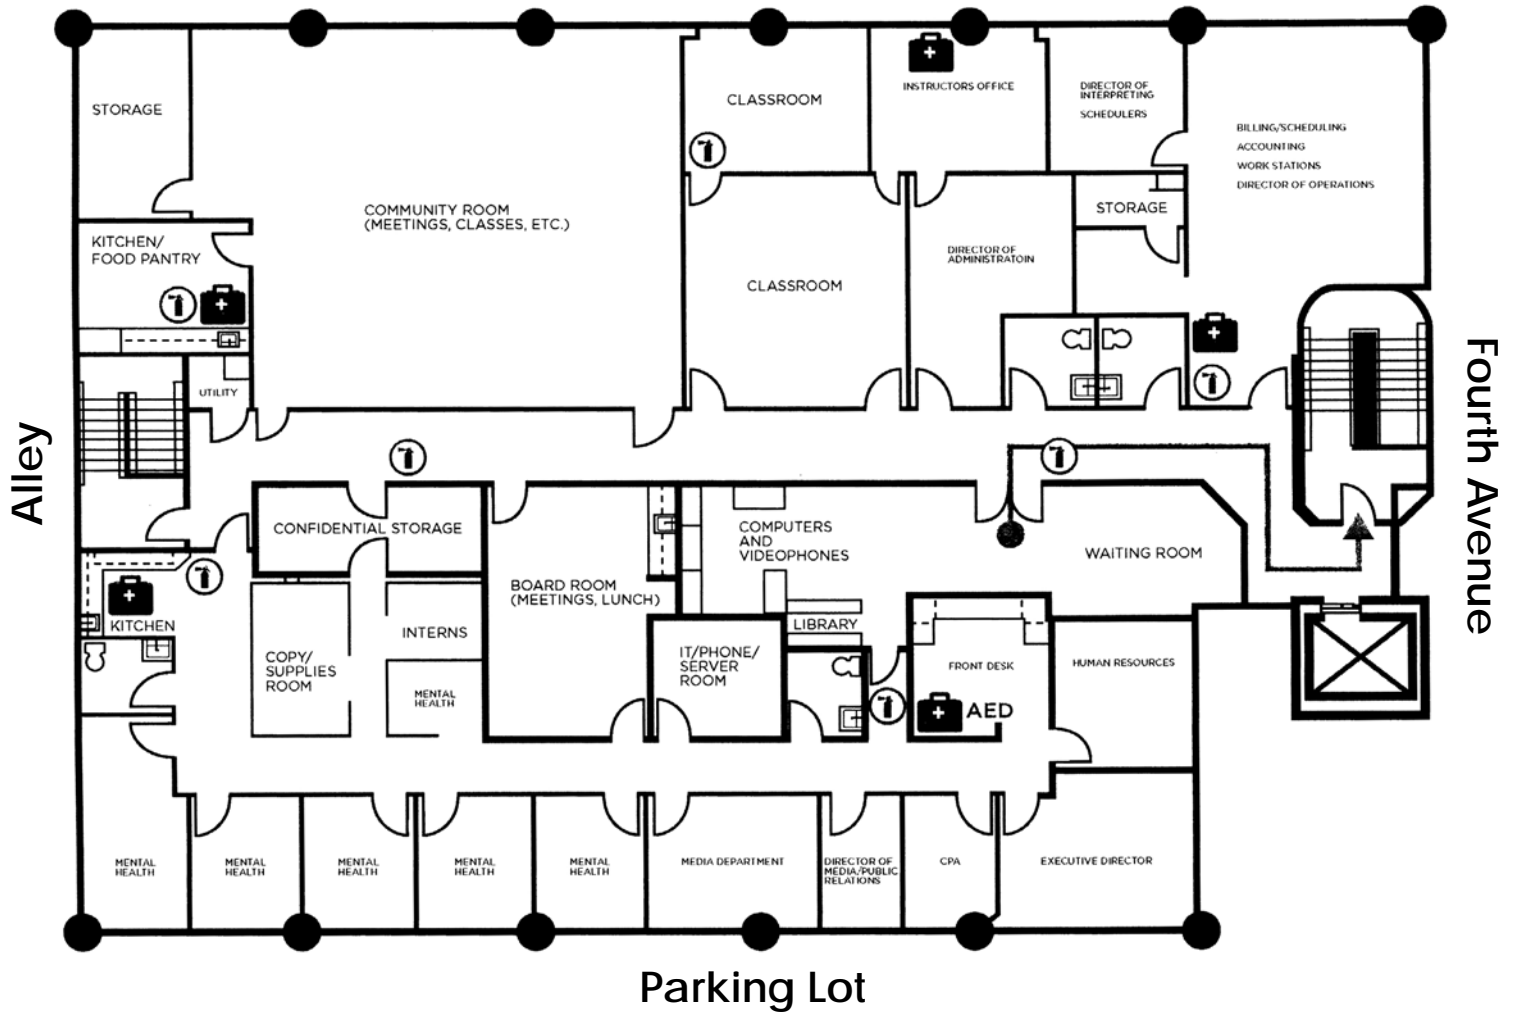 STORAGE
COMMUNITY ROOM
(MEETINGS, CLASSES, ETC.)
CLASSROOM
INSTRUCTORS OFFICE
DIRECTOR OF
INTERPRETING
SCHEDULERS
BILLING/SCHEDULING
ACCOUNTING
WORK STATIONS
DIRECTOR OF OPERATIONS
KITCHEN/
FOOD PANTRY
CLASSROOM
DIRECTOR OF
ADMINISTRATOIN
STORAGE
UTILITY
Alley
Fourth Avenue
CONFIDENTIAL STORAGE
COMPUTERS
AND
VIDEOPHONES
WAITING ROOM
BOARD ROOM
(MEETINGS, LUNCH)
KITCHEN
INTERNS
LIBRARY
COPY/
SUPPLIES
ROOM
MENTAL
HEALTH
IT/PHONE/
SERVER
ROOM
FRONT DESK
AED
HUMAN RESOURCES
MENTAL
HEALTH
MENTAL
HEALTH
MENTAL
HEALTH
MENTAL
HEALTH
MENTAL
HEALTH
MEDIA DEPARTMENT
DIRECTOR OF
MEDIA/PUBLIC
RELATIONS
CPA
EXECUTIVE DIRECTOR
Parking Lot